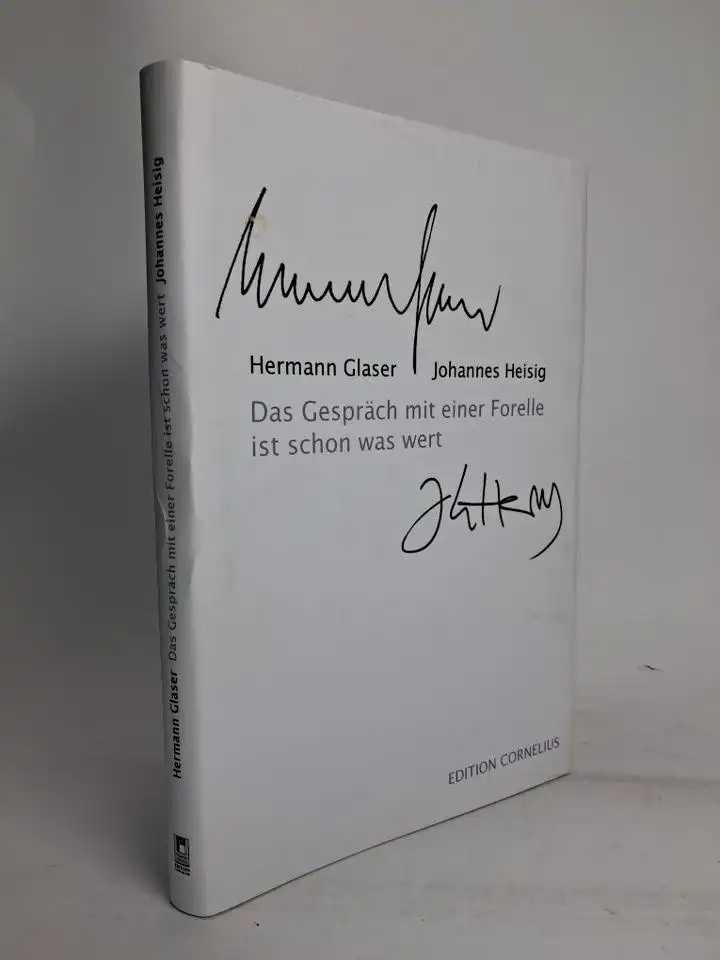 Hermann Glaser Johannes Heisig
Das Gespräch mit einer Forelle
ist schon was wert
EDITION CORNELIUS
Hermann Glaser Das Gespräch mit einer Forelle ist schon was wert Johannes Heisig